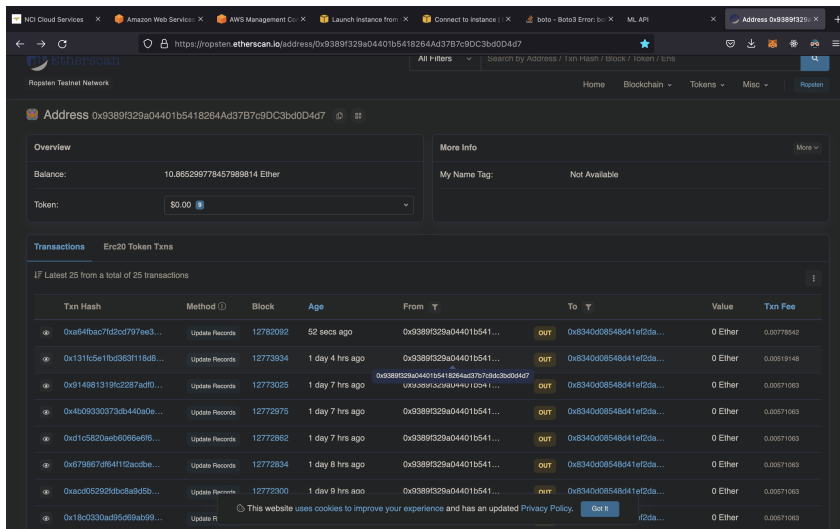 NCI Cloud Services
Amazon Web Services
AWS Management Co
Launch instance from
Connect to instance |
boto - Boto3 Error: bo
ML API
Address 0x9389f329a
https://ropsten.etherscan.io/address/0x9389f329a04401b5418264Ad37B7c9DC3bd0D4d7
Etherscan
All Filters
Search by Address / Txn Hash / Block / Token / Ens
Ropsten Testnet Network
Home Blockchain Tokens Misc Ropsten
Address 0x9389f329a04401b5418264Ad37B7c9DC3bd0D4d7
Overview
Balance: 10.865299778457989814 Ether
Token: $0.00 9
More Info More
My Name Tag: Not Available
Transactions Erc20 Token Txns
Latest 25 from a total of 25 transactions
Txn Hash Method Block Age From To Value Txn Fee
0xa64fbac7fd2cd797ee3... Update Records 12782092 52 secs ago 0x9389f329a04401b541... OUT 0x8340d08548d41ef2da... 0 Ether 0.00778542
0x131fc5e1fbd363f118d8... Update Records 12773934 1 day 4 hrs ago 0x9389f329a04401b541... OUT 0x8340d08548d41ef2da... 0 Ether 0.00519148
0x9389f329a04401b5418264ad37b7c9dc3bd0d4d7
0x914981319fc2287adf0... Update Records 12773025 1 day 7 hrs ago 0x9389f329a04401b541... OUT 0x8340d08548d41ef2da... 0 Ether 0.00571063
0x4b09330373db440a0e... Update Records 12772975 1 day 7 hrs ago 0x9389f329a04401b541... OUT 0x8340d08548d41ef2da... 0 Ether 0.00571063
0xd1c5820aeb6066e6f6... Update Records 12772862 1 day 7 hrs ago 0x9389f329a04401b541... OUT 0x8340d08548d41ef2da... 0 Ether 0.00571063
0x679867df64f1f2acdbe... Update Records 12772834 1 day 8 hrs ago 0x9389f329a04401b541... OUT 0x8340d08548d41ef2da... 0 Ether 0.00571063
0xacd05292fdbc8a9d5b... Update Records 12772300 1 day 9 hrs ago 0x9389f329a04401b541... OUT 0x8340d08548d41ef2da... 0 Ether 0.00571063
0x18c0330ad95d69ab99... Update R ef2da... 0 Ether 0.00571063
This website uses cookies to improve your experience and has an updated Privacy Policy. Got It